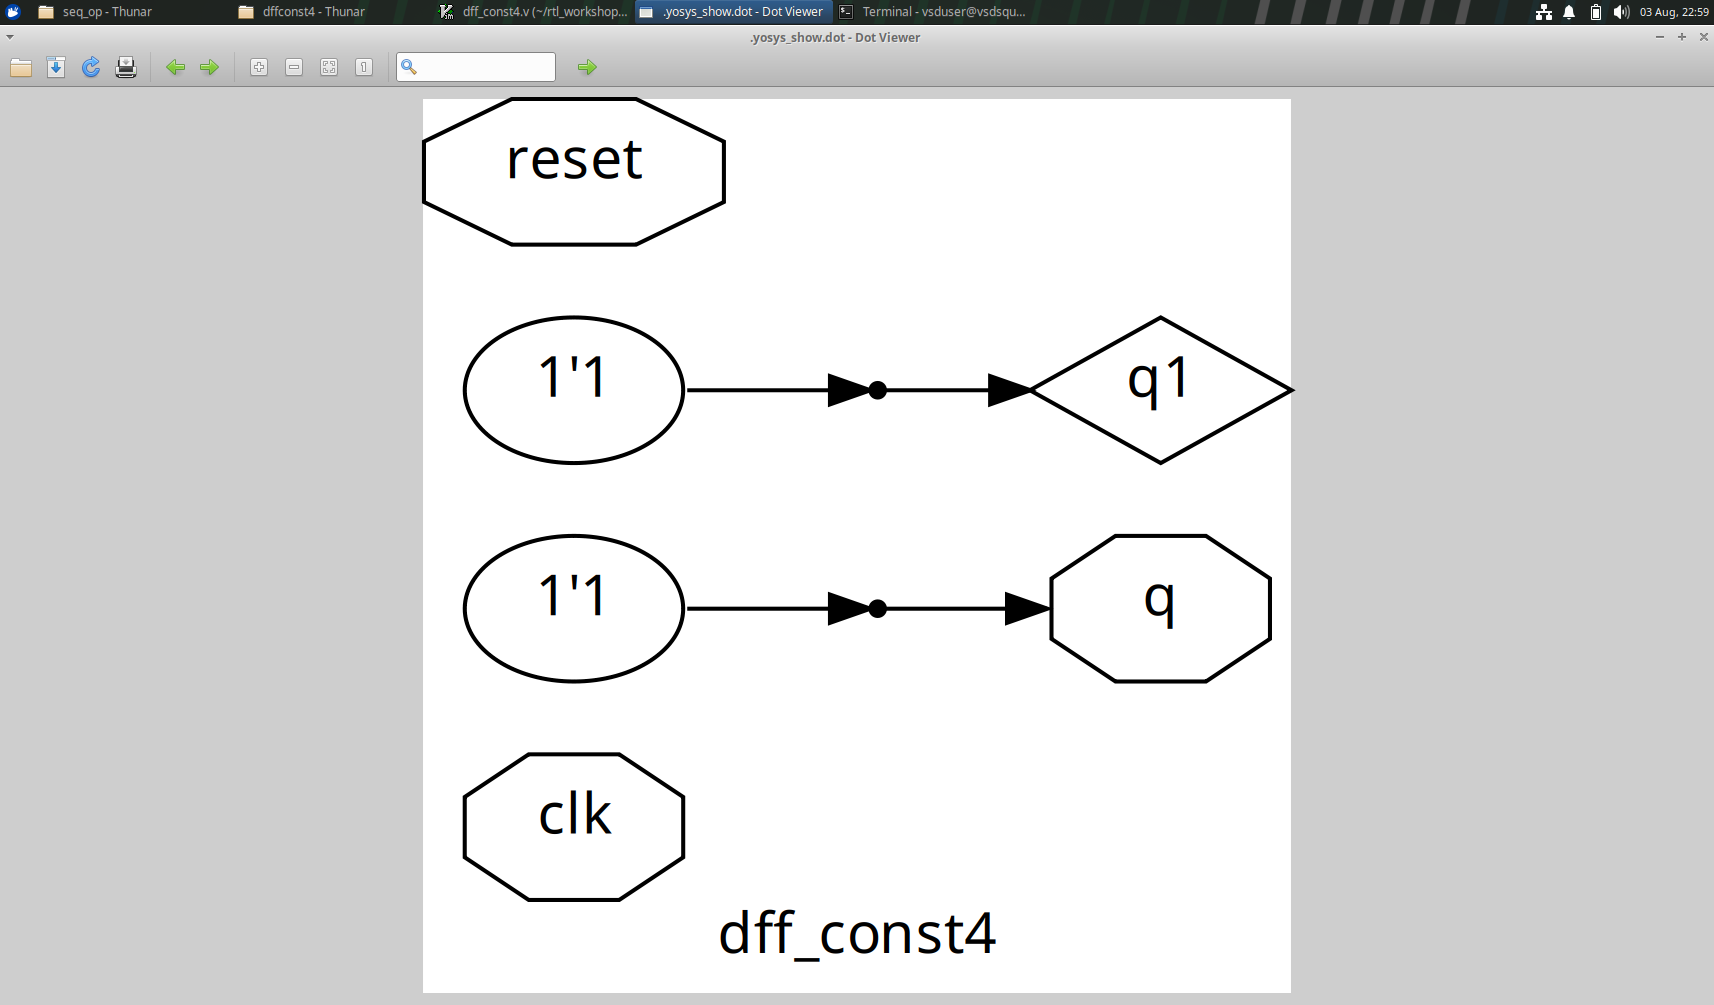 seq_op - Thunar
dffconst4 - Thunar
dff_const4.v (~/rtl_workshop...
.yosys_show.dot - Dot Viewer
Terminal - vsduser@vsdsqu...
03 Aug, 22:59
.yosys_show.dot - Dot Viewer
reset
1'1
q1
1'1
q
clk
dff_const4